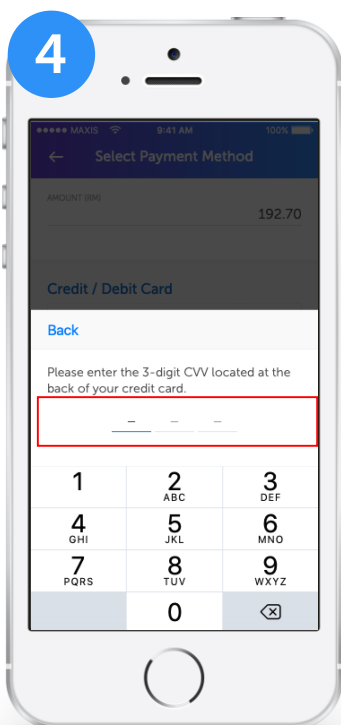 4
MAXIS 9:41 AM 100%
← Select Payment Method
AMOUNT (RM)
192.70
Credit / Debit Card
Back
Please enter the 3-digit CVV located at the
back of your credit card.
– – –
1 2 3
ABC DEF
4 5 6
GHI JKL MNO
7 8 9
PQRS TUV WXYZ
0